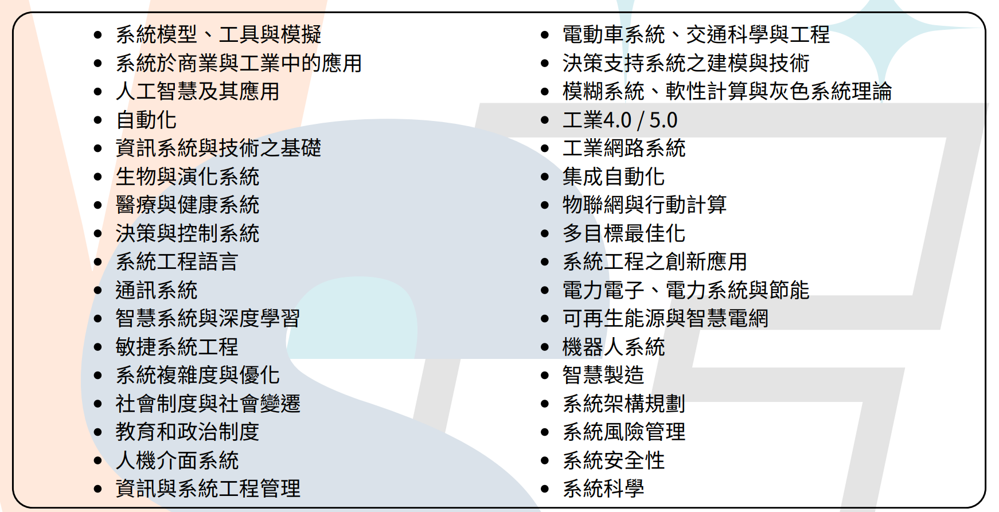 系統模型、工具與模擬
系統於商業與工業中的應用
人工智慧及其應用
自動化
資訊系統與技術之基礎
生物與演化系統
醫療與健康系統
決策與控制系統
系統工程語言
通訊系統
智慧系統與深度學習
敏捷系統工程
系統複雜度與優化
社會制度與社會變遷
教育和政治制度
人機介面系統
資訊與系統工程管理
電動車系統、交通科學與工程
決策支持系統之建模與技術
模糊系統、軟性計算與灰色系統理論
工業4.0 / 5.0
工業網路系統
集成自動化
物聯網與行動計算
多目標最佳化
系統工程之創新應用
電力電子、電力系統與節能
可再生能源與智慧電網
機器人系統
智慧製造
系統架構規劃
系統風險管理
系統安全性
系統科學